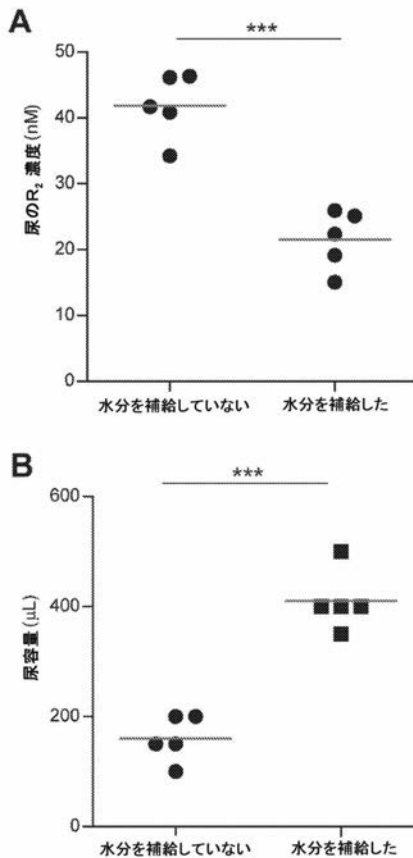 A
***
50
40
30
20
10
0
尿のR₂ 濃度 (nM)
水分を補給していない
水分を補給した
B
***
600
400
200
0
尿容量 (µL)
水分を補給していない
水分を補給した